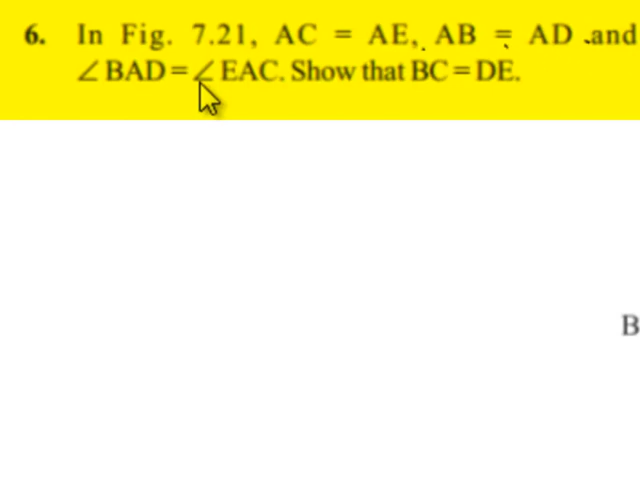 6. In Fig. 7.21, AC = AE, AB = AD and
∠ BAD = ∠ EAC. Show that BC = DE.
B